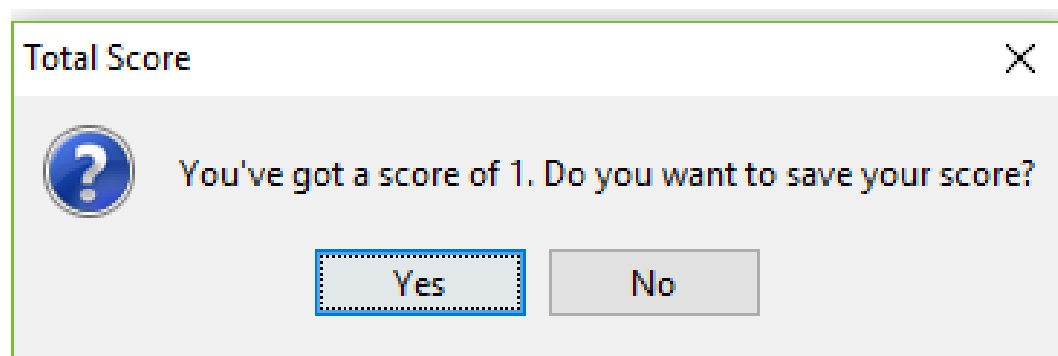 Total Score
You've got a score of 1. Do you want to save your score?
Yes
No